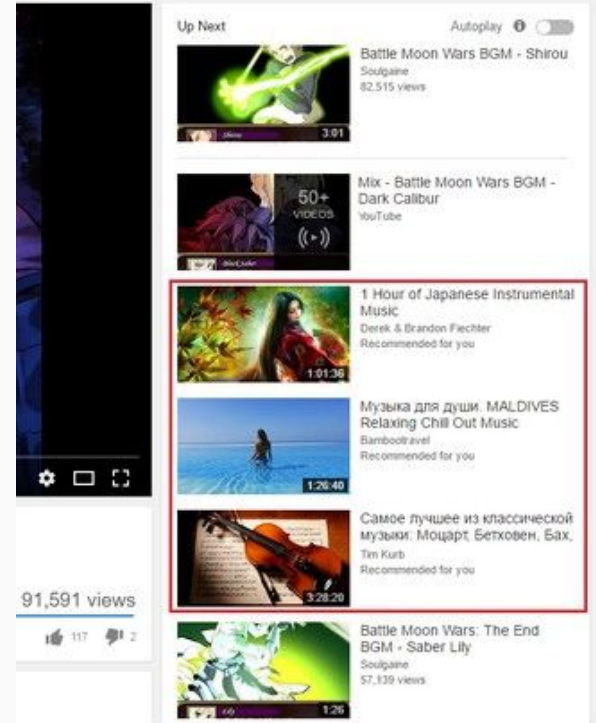 Up Next
Autoplay
Battle Moon Wars BGM - Shirou
Soulgaine
82,515 views
Shirou
3:01
Mix - Battle Moon Wars BGM -
Dark Calibur
YouTube
50+
VIDEOS
1 Hour of Japanese Instrumental
Music
Derek & Brandon Fiechter
Recommended for you
1:01:36
Музыка для души. MALDIVES
Relaxing Chill Out Music
Bambootravel
Recommended for you
1:26:40
Самое лучшее из классической
музыки: Моцарт, Бетховен, Бах,
Tim Kurb
Recommended for you
3:28:20
91,591 views
117
2
Battle Moon Wars: The End
BGM - Saber Lily
Soulgaine
57,139 views
1:26